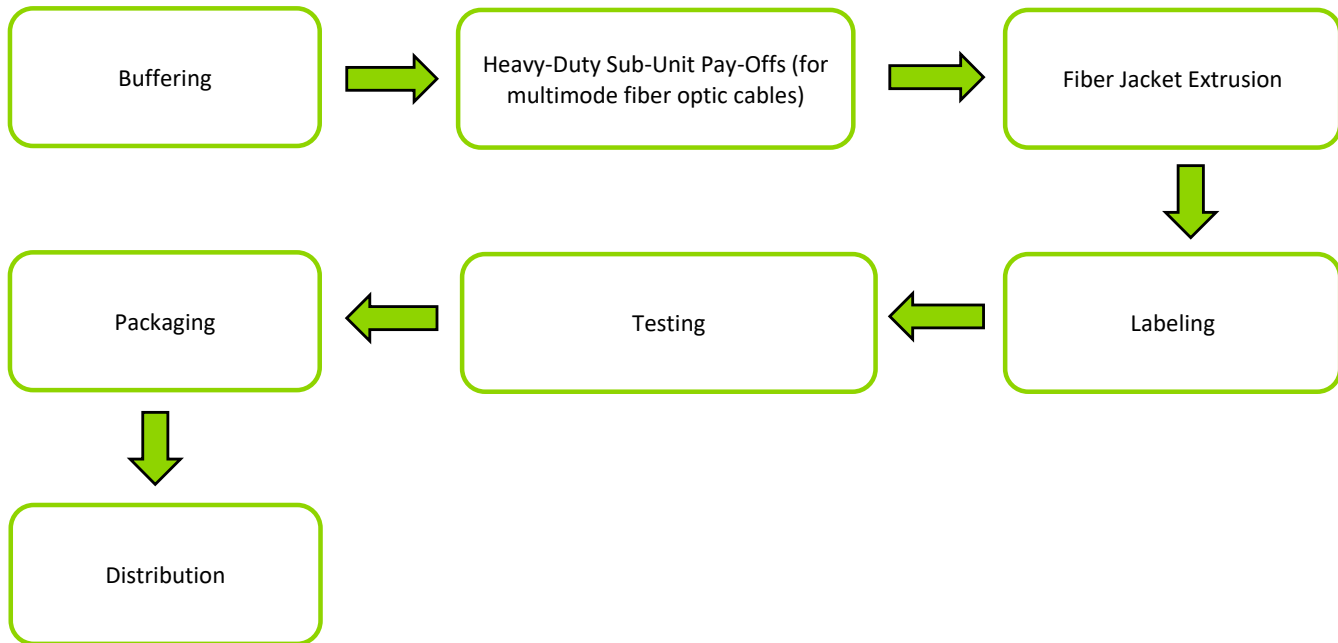 Buffering
Heavy-Duty Sub-Unit Pay-Offs (for
multimode fiber optic cables)
Fiber Jacket Extrusion
Labeling
Testing
Packaging
Distribution